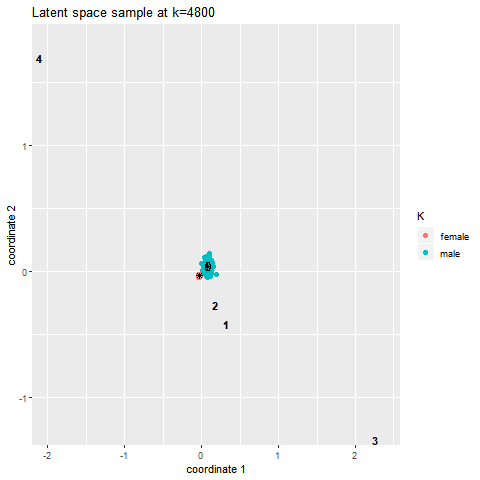 Latent space sample at k=4800
4
1
0
-1
coordinate 2
2
1
3
-2
-1
0
1
2
coordinate 1
K
female
male